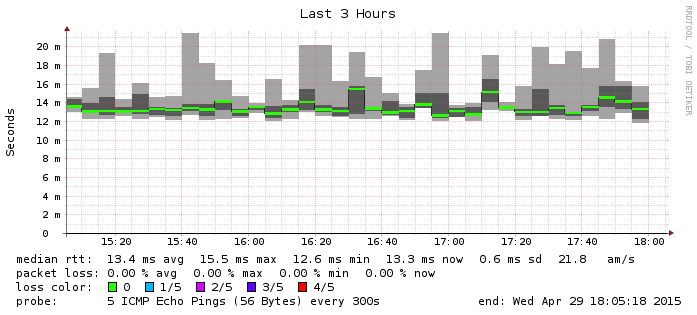 Last 3 Hours
RRDTOOL / TOBI OETIKER
Seconds
20 m
18 m
16 m
14 m
12 m
10 m
8 m
6 m
4 m
2 m
0
15:20 15:40 16:00 16:20 16:40 17:00 17:20 17:40 18:00
median rtt: 13.4 ms avg 15.5 ms max 12.6 ms min 13.3 ms now 0.6 ms sd 21.8 am/s
packet loss: 0.00 % avg 0.00 % max 0.00 % min 0.00 % now
loss color: 0 1/5 2/5 3/5 4/5
probe: 5 ICMP Echo Pings (56 Bytes) every 300s end: Wed Apr 29 18:05:18 2015